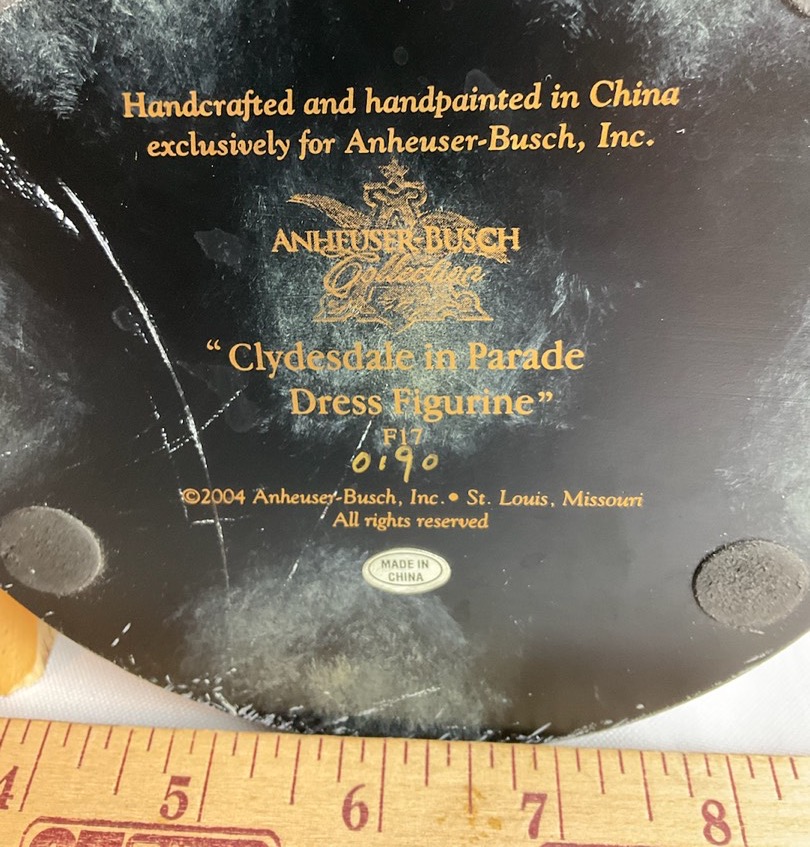 Handcrafted and handpainted in China
exclusively for Anheuser-Busch, Inc.
A
ANHEUSER-BUSCH
Collection
“Clydesdale in Parade
Dress Figurine”
F17
0190
©2004 Anheuser-Busch, Inc. • St. Louis, Missouri
All rights reserved
MADE IN
CHINA
4 5 6 7 8